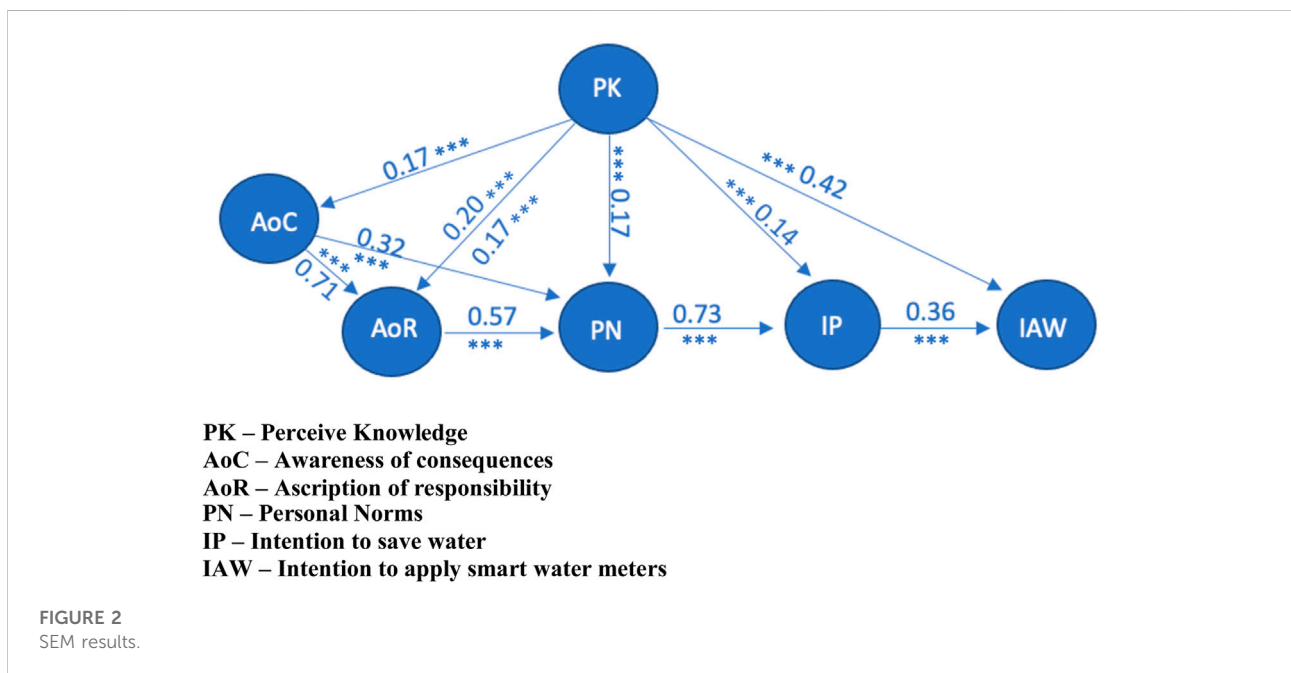 PK
0.17 ***
0.20 ***
0.17 ***
*** 0.17
*** 0.14
*** 0.42
AoC
0.32
***
***
0.71
AoR
0.57
***
PN
0.73
***
IP
0.36
***
IAW
PK – Perceive Knowledge
AoC – Awareness of consequences
AoR – Ascription of responsibility
PN – Personal Norms
IP – Intention to save water
IAW – Intention to apply smart water meters
FIGURE 2
SEM results.